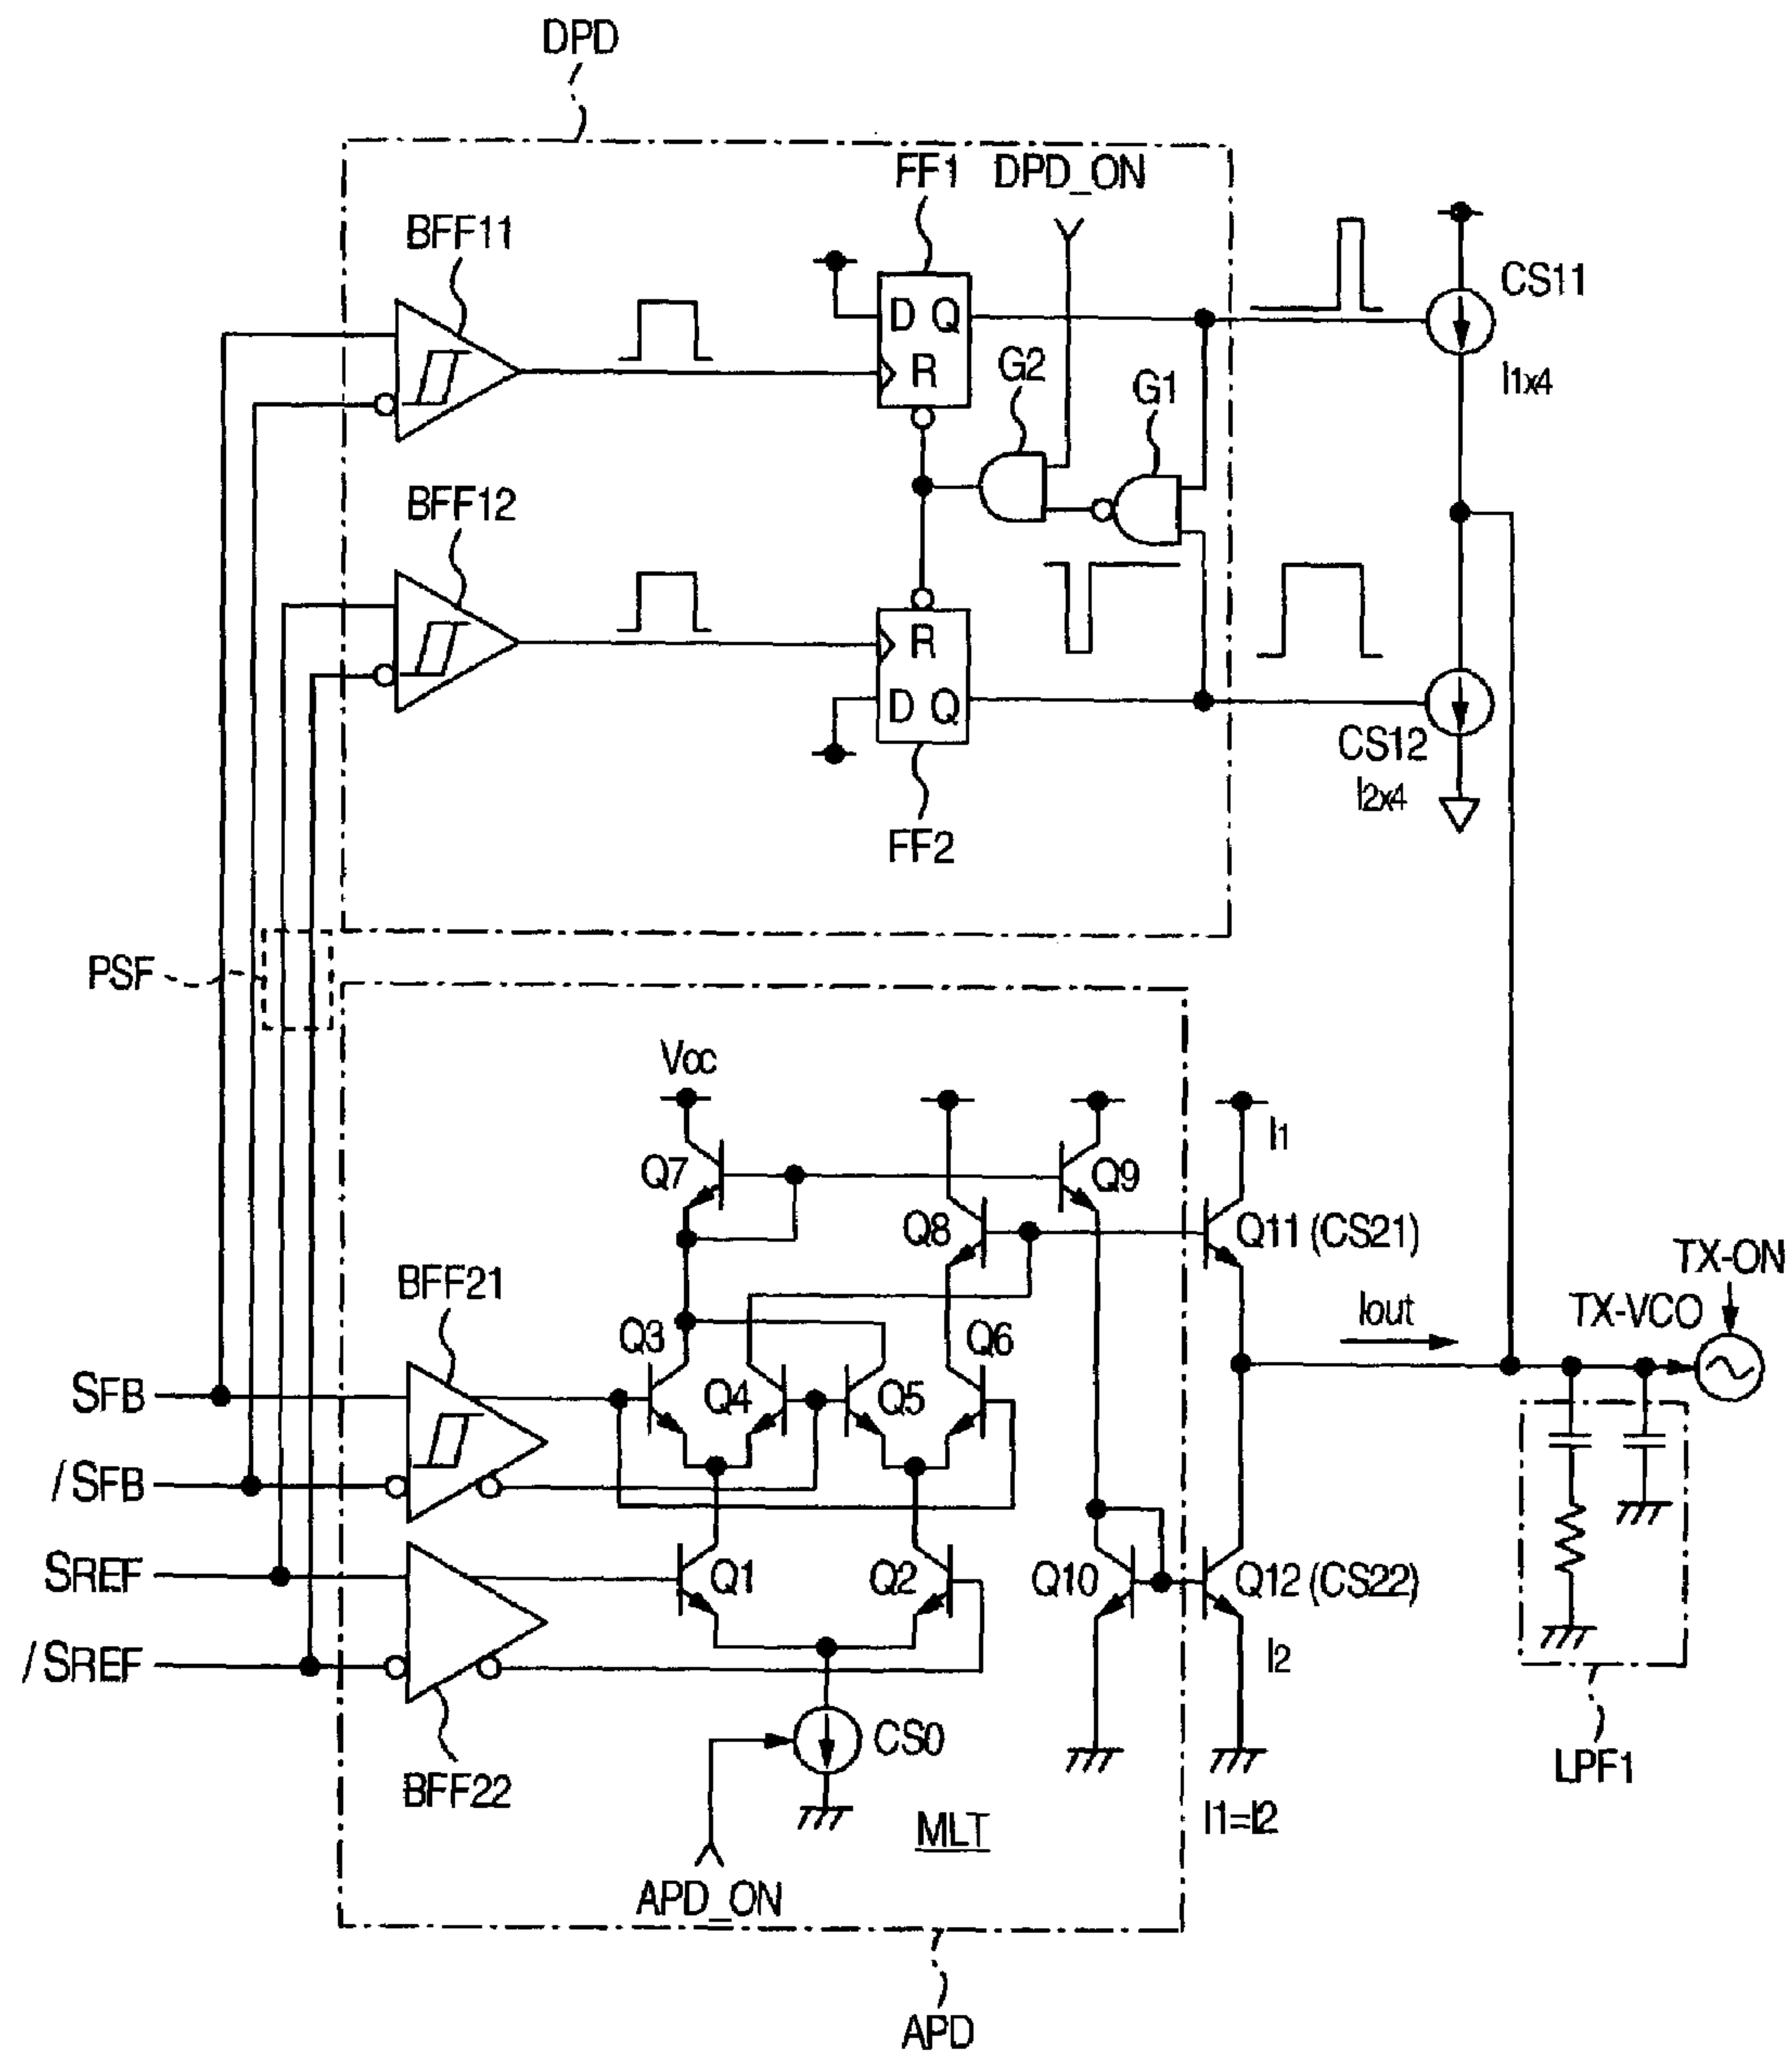 DPD
FF1 DPD_ON
BFF11
CS11
D Q
R
G2
G1
I1x4
BFF12
R
D Q
CS12
I2x4
FF2
PSF
Vcc
I1
Q7
Q9
Q8
Q11 (CS21)
TX-ON
BFF21
Iout
TX-VCO
Q3
Q6
SFB
Q4
Q5
/SFB
SREF
Q1
Q2
Q10
Q12 (CS22)
/SREF
I2
CS0
LPF1
BFF22
MLT
I1=I2
APD_ON
APD